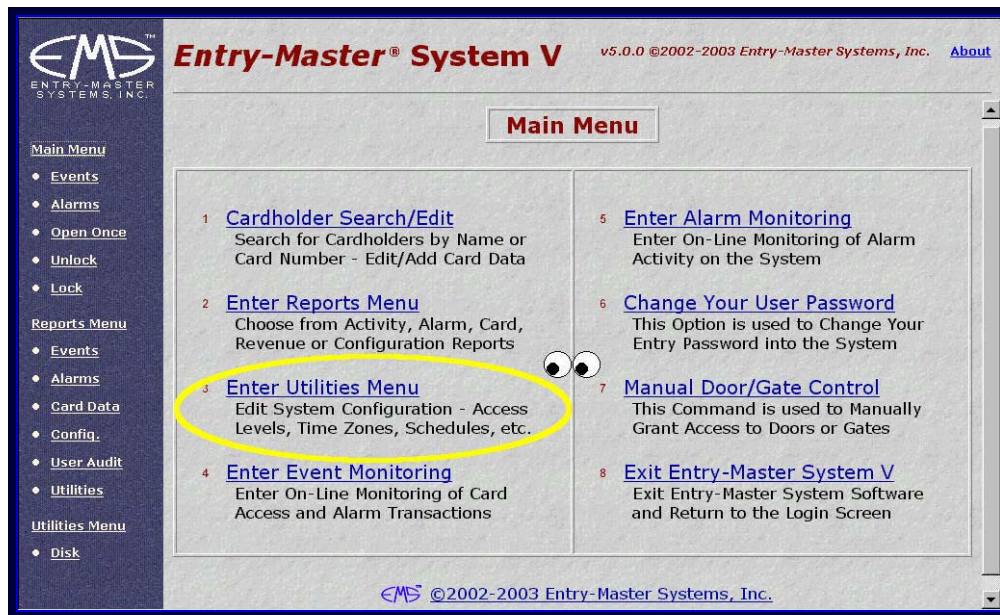 EMS™
ENTRY-MASTER
SYSTEMS, INC.
Entry-Master® System V
v5.0.0 ©2002-2003 Entry-Master Systems, Inc.
About
Main Menu
Main Menu
Events
Alarms
Open Once
Unlock
Lock
Reports Menu
Events
Alarms
Card Data
Config.
User Audit
Utilities
Utilities Menu
Disk
1 Cardholder Search/Edit
Search for Cardholders by Name or
Card Number - Edit/Add Card Data
2 Enter Reports Menu
Choose from Activity, Alarm, Card,
Revenue or Configuration Reports
3 Enter Utilities Menu
Edit System Configuration - Access
Levels, Time Zones, Schedules, etc.
4 Enter Event Monitoring
Enter On-Line Monitoring of Card
Access and Alarm Transactions
5 Enter Alarm Monitoring
Enter On-Line Monitoring of Alarm
Activity on the System
6 Change Your User Password
This Option is used to Change Your
Entry Password into the System
7 Manual Door/Gate Control
This Command is used to Manually
Grant Access to Doors or Gates
8 Exit Entry-Master System V
Exit Entry-Master System Software
and Return to the Login Screen
EMS ©2002-2003 Entry-Master Systems, Inc.